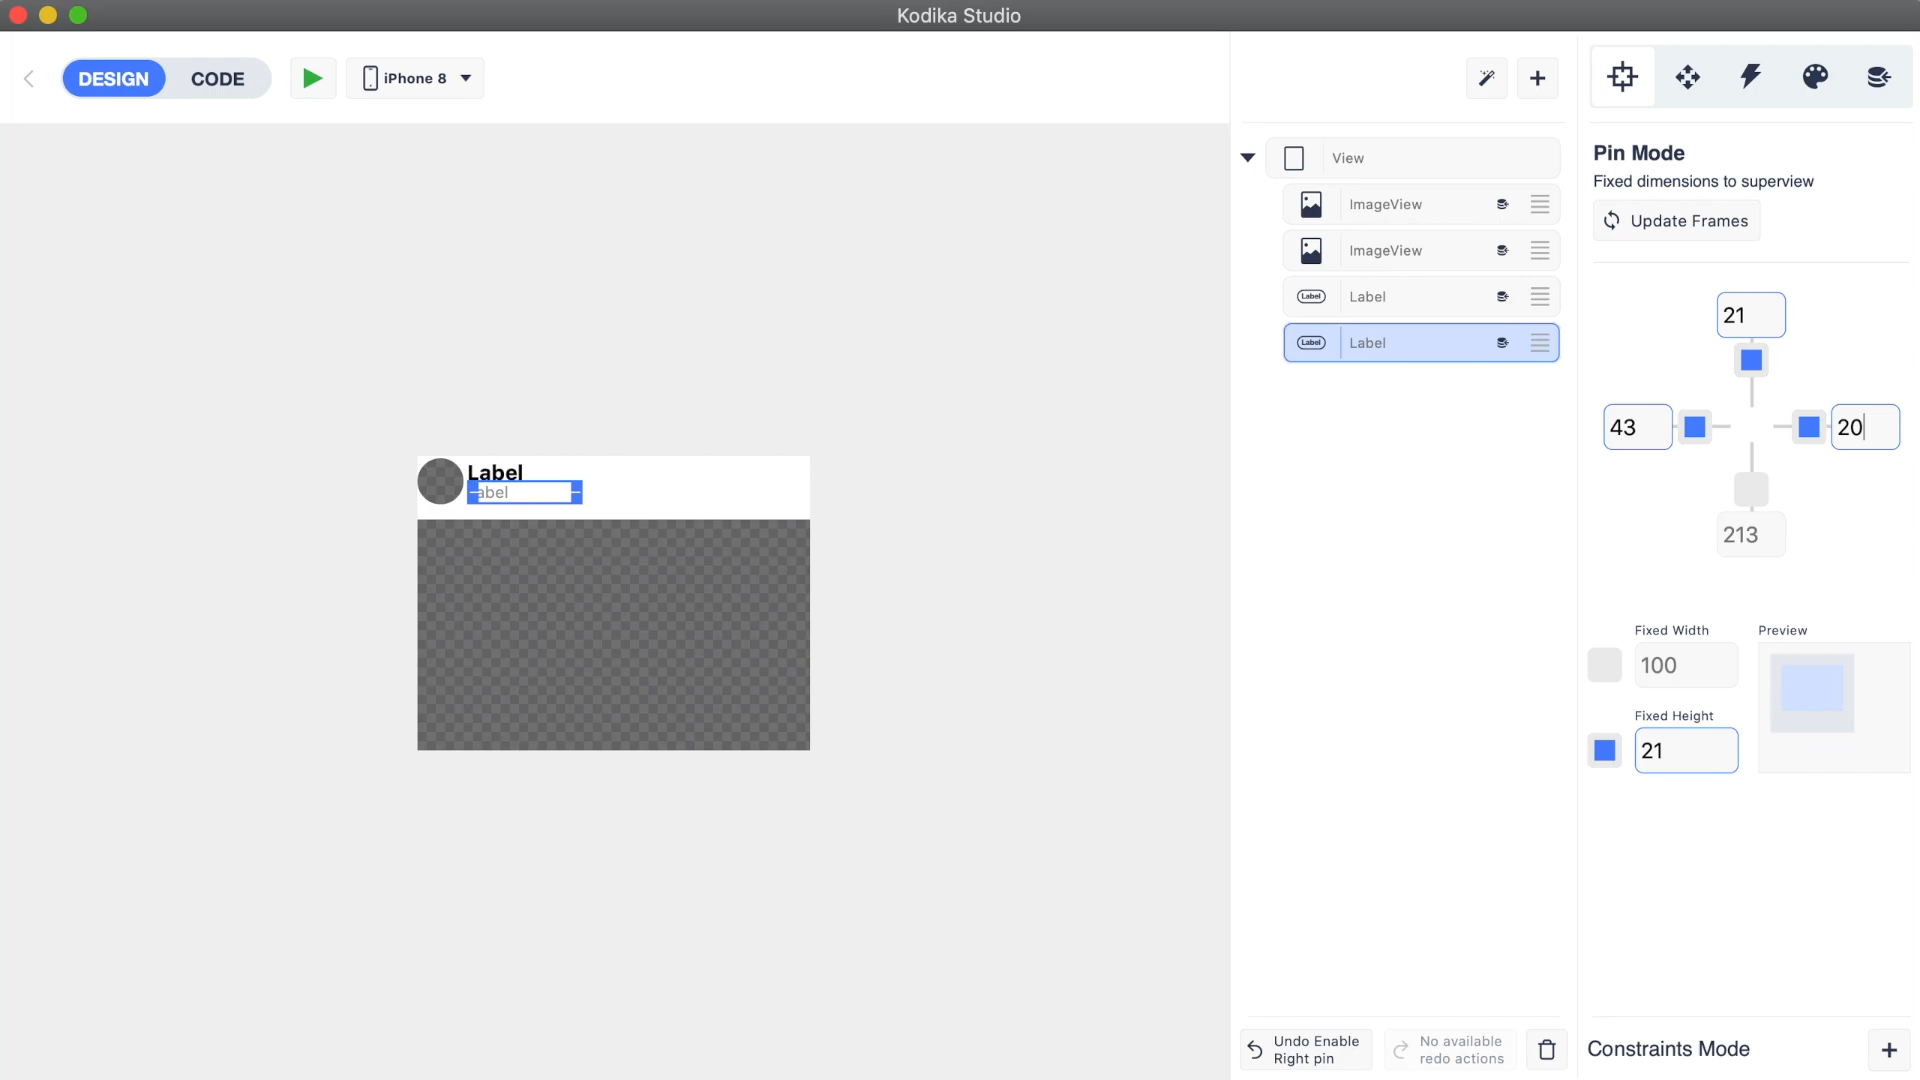 Kodika Studio
DESIGN
CODE
iPhone 8
View
ImageView
ImageView
Label
Label
Label
Label
Pin Mode
Fixed dimensions to superview
Update Frames
21
43
20
213
Label
abel
Fixed Width
Preview
100
Fixed Height
21
Undo Enable
Right pin
No available
redo actions
Constraints Mode